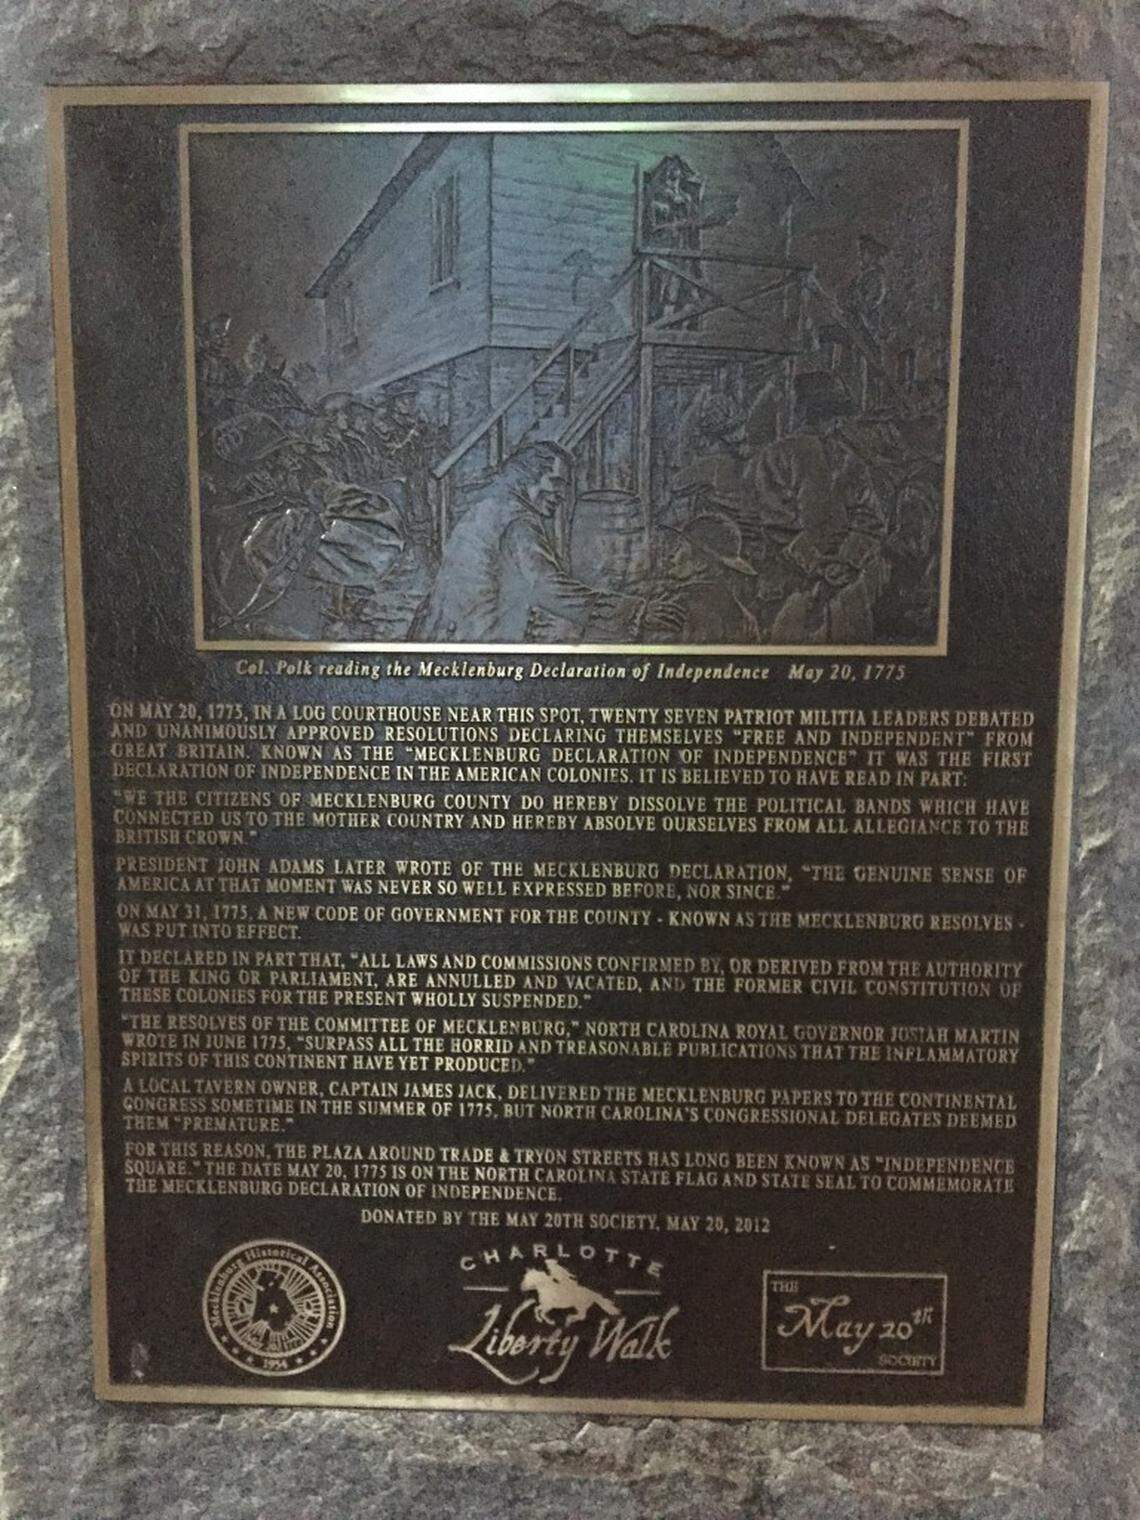 Col. Polk reading the Mecklenburg Declaration of Independence May 20, 1775
ON MAY 20, 1775, IN A LOG COURTHOUSE NEAR THIS SPOT, TWENTY SEVEN PATRIOT MILITIA LEADERS DEBATED
AND UNANIMOUSLY APPROVED RESOLUTIONS DECLARING THEMSELVES "FREE AND INDEPENDENT" FROM
GREAT BRITAIN. KNOWN AS THE "MECKLENBURG DECLARATION OF INDEPENDENCE" IT WAS THE FIRST
DECLARATION OF INDEPENDENCE IN THE AMERICAN COLONIES. IT IS BELIEVED TO HAVE READ IN PART:
"WE THE CITIZENS OF MECKLENBURG COUNTY DO HEREBY DISSOLVE THE POLITICAL BANDS WHICH HAVE
CONNECTED US TO THE MOTHER COUNTRY AND HEREBY ABSOLVE OURSELVES FROM ALL ALLEGIANCE TO THE
BRITISH CROWN."
PRESIDENT JOHN ADAMS LATER WROTE OF THE MECKLENBURG DECLARATION, "THE GENUINE SENSE OF
AMERICA AT THAT MOMENT WAS NEVER SO WELL EXPRESSED BEFORE, NOR SINCE."
ON MAY 31, 1775, A NEW CODE OF GOVERNMENT FOR THE COUNTY - KNOWN AS THE MECKLENBURG RESOLVES -
WAS PUT INTO EFFECT.
IT DECLARED IN PART THAT, "ALL LAWS AND COMMISSIONS CONFIRMED BY, OR DERIVED FROM THE AUTHORITY
OF THE KING OR PARLIAMENT, ARE ANNULLED AND VACATED, AND THE FORMER CIVIL CONSTITUTION OF
THESE COLONIES FOR THE PRESENT WHOLLY SUSPENDED."
"THE RESOLVES OF THE COMMITTEE OF MECKLENBURG," NORTH CAROLINA ROYAL GOVERNOR JOSIAH MARTIN
WROTE IN JUNE 1775, "SURPASS ALL THE HORRID AND TREASONABLE PUBLICATIONS THAT THE INFLAMMATORY
SPIRITS OF THIS CONTINENT HAVE YET PRODUCED."
A LOCAL TAVERN OWNER, CAPTAIN JAMES JACK, DELIVERED THE MECKLENBURG PAPERS TO THE CONTINENTAL
CONGRESS SOMETIME IN THE SUMMER OF 1775, BUT NORTH CAROLINA'S CONGRESSIONAL DELEGATES DEEMED
THEM "PREMATURE."
FOR THIS REASON, THE PLAZA AROUND TRADE & TRYON STREETS HAS LONG BEEN KNOWN AS "INDEPENDENCE
SQUARE." THE DATE MAY 20, 1775 IS ON THE NORTH CAROLINA STATE FLAG AND STATE SEAL TO COMMEMORATE
THE MECKLENBURG DECLARATION OF INDEPENDENCE.
DONATED BY THE MAY 20TH SOCIETY, MAY 20, 2012
Mecklenburg Historical Association
1954
CHARLOTTE
Liberty Walk
THE
May 20th
SOCIETY